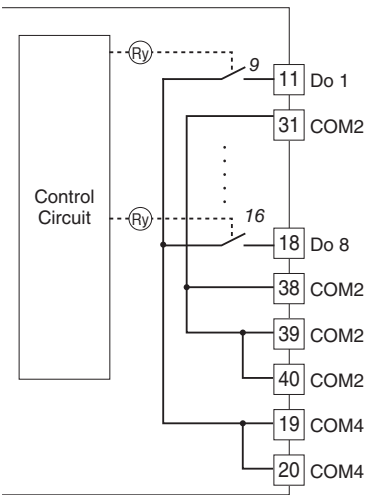 Ry
9
11 Do 1
31 COM2
Control
Circuit
Ry
16
18 Do 8
38 COM2
39 COM2
40 COM2
19 COM4
20 COM4